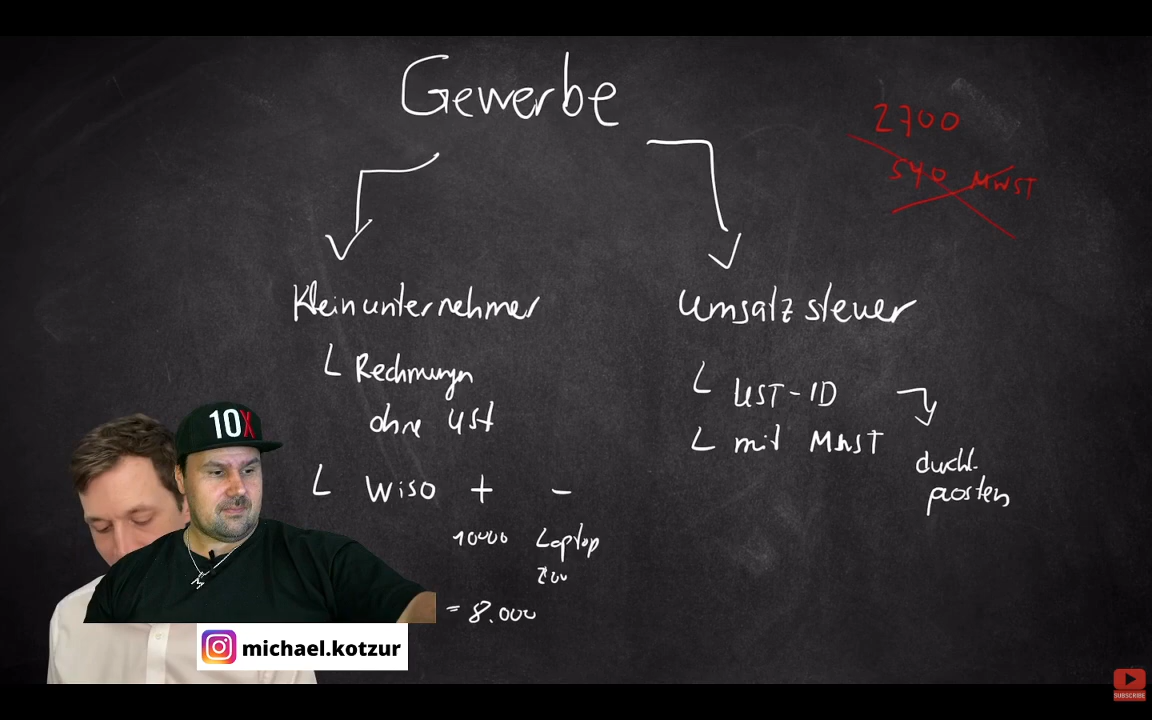 Gewerbe
2700
540 MWST
Kleinunternehmer
Umsatzsteuer
Rechnungen
ohne USt
UST-ID
mit MWST
durchl.
posten
Wiso + -
10000 Laptop
= 8.000
10X
michael.kotzur
SUBSCRIBE